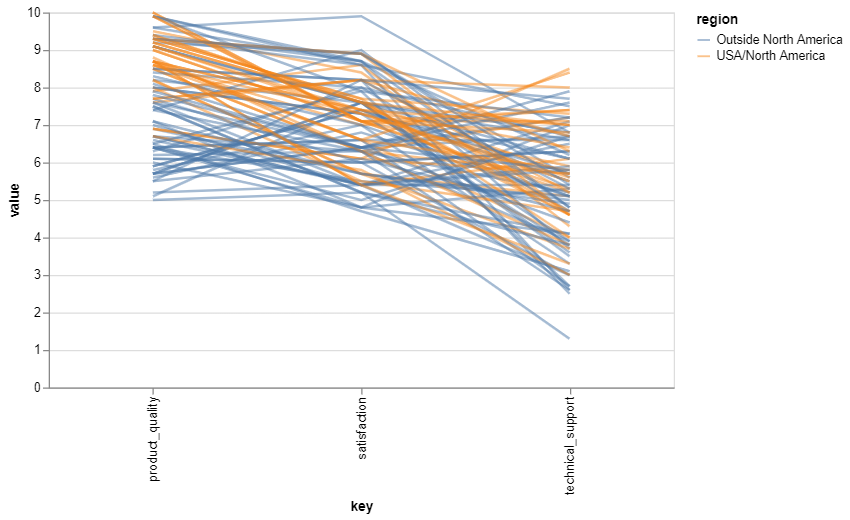 10
9
8
7
6
5
4
3
2
1
0
value
product_quality
satisfaction
technical_support
key
region
Outside North America
USA/North America